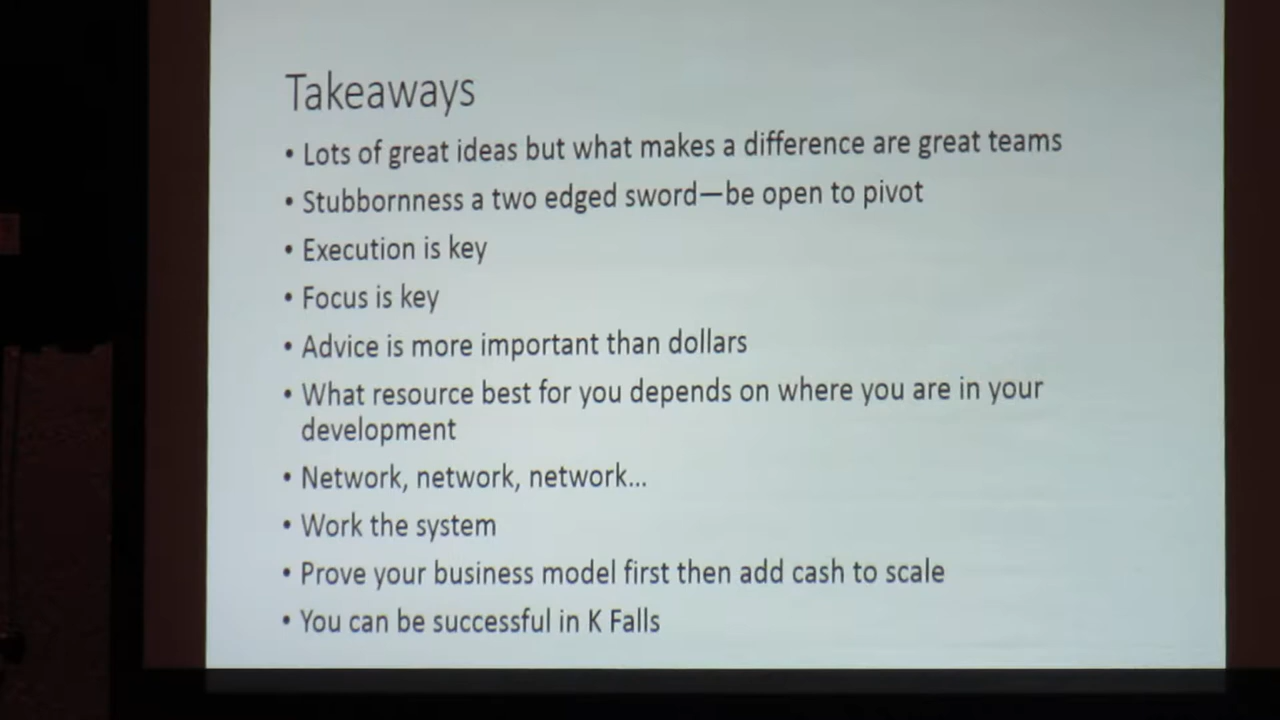 Takeaways
• Lots of great ideas but what makes a difference are great teams
• Stubbornness a two edged sword—be open to pivot
• Execution is key
• Focus is key
• Advice is more important than dollars
• What resource best for you depends on where you are in your
development
• Network, network, network...
• Work the system
• Prove your business model first then add cash to scale
• You can be successful in K Falls